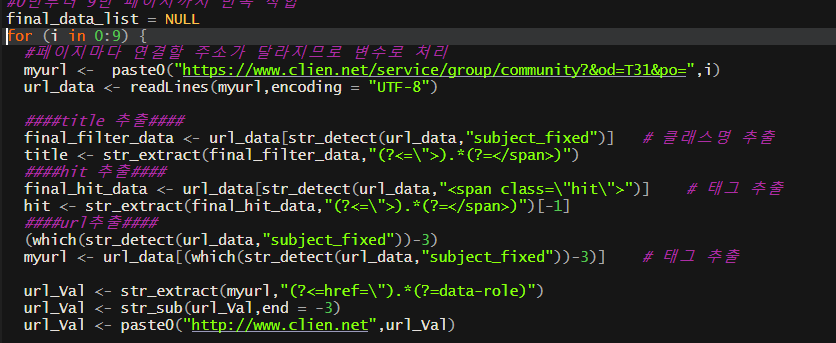 #0번부터 9번 페이지까지 반복 작업
final_data_list = NULL
for (i in 0:9) {
#페이지마다 연결할 주소가 달라지므로 변수로 처리
myurl <-  paste0("https://www.clien.net/service/group/community?&od=T31&po=",i)
url_data <- readLines(myurl,encoding = "UTF-8")
####title 추출####
final_filter_data <- url_data[str_detect(url_data,"subject_fixed")]   # 클래스명 추출
title <- str_extract(final_filter_data,"(?<=\">).*(?=</span>)")
####hit 추출####
final_hit_data <- url_data[str_detect(url_data,"<span class=\"hit\">")]    # 태그 추출
hit <- str_extract(final_hit_data,"(?<=\">).*(?=</span>)")[-1]
####url추출####
(which(str_detect(url_data,"subject_fixed"))-3)
myurl <- url_data[(which(str_detect(url_data,"subject_fixed"))-3)]    # 태그 추출
url_Val <- str_extract(myurl,"(?<=href=\").*(?=data-role)")
url_Val <- str_sub(url_Val,end = -3)
url_Val <- paste0("http://www.clien.net",url_Val)